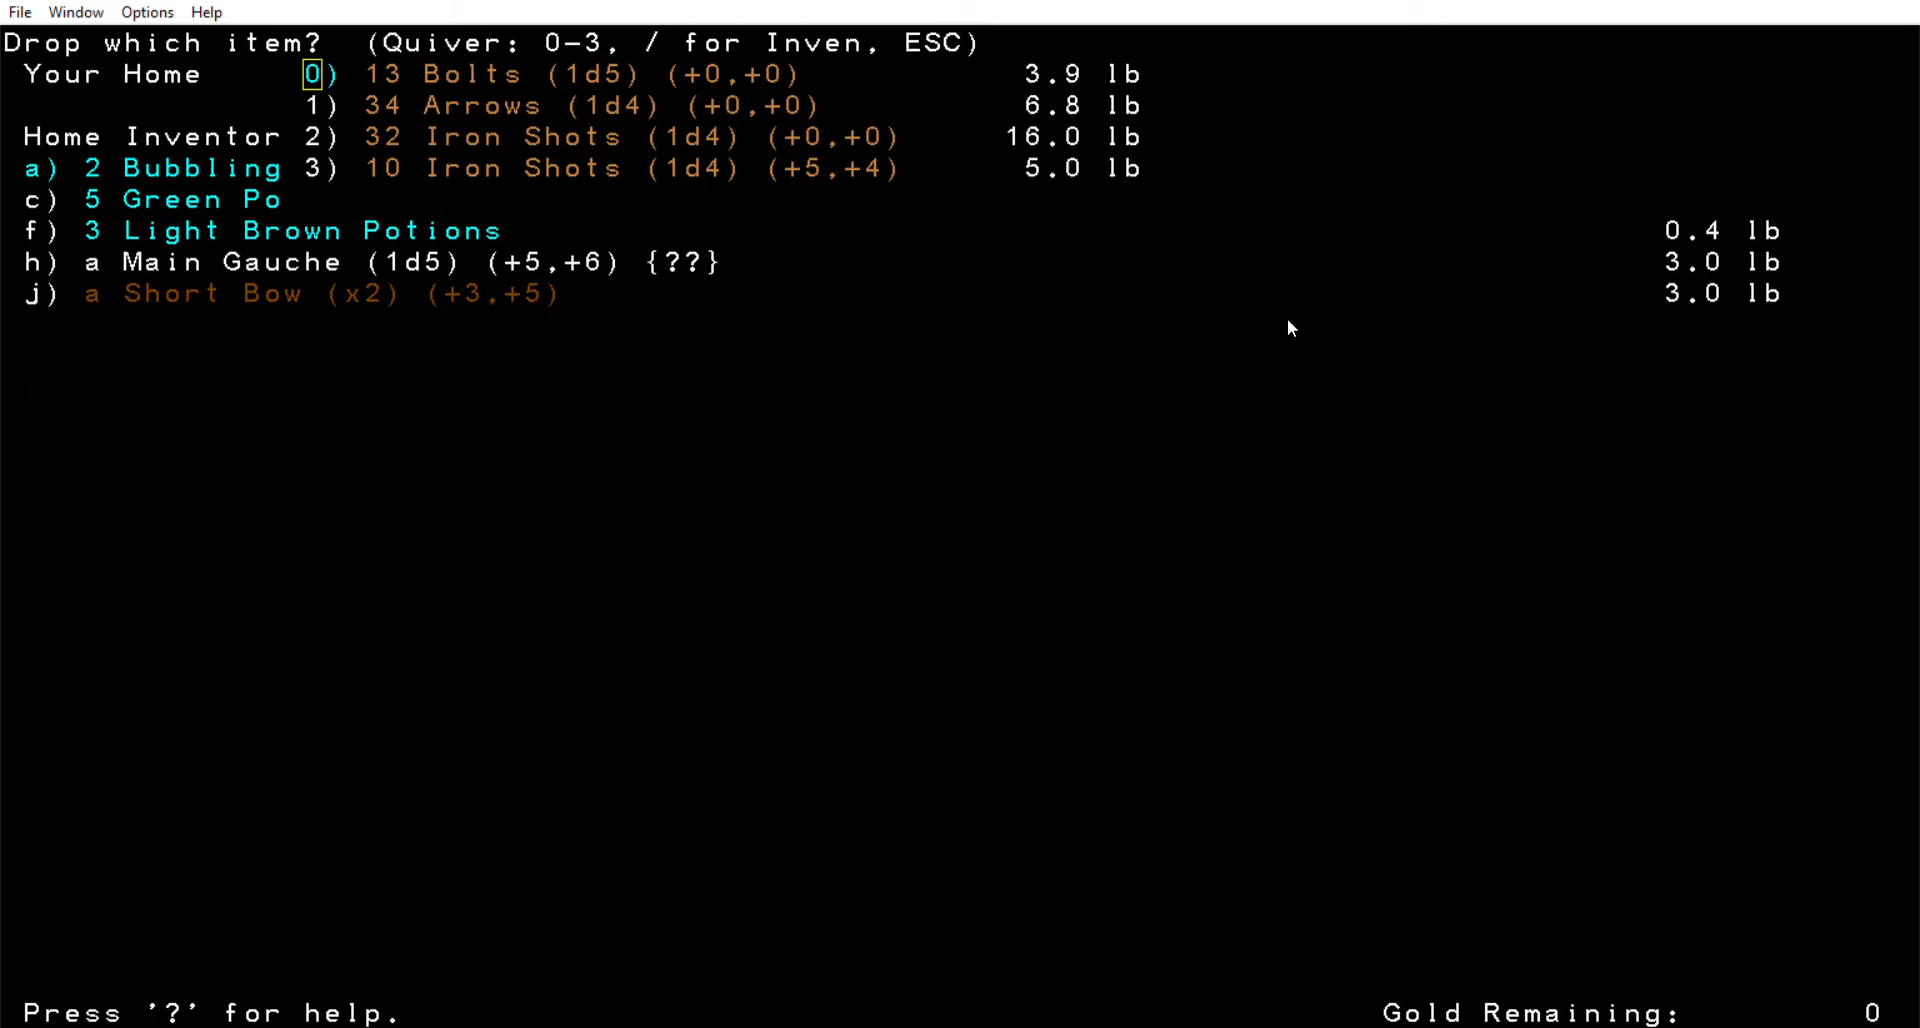 File Window Options Help
Drop which item? (Quiver: 0-3, / for Inven, ESC)
Your Home 0) 13 Bolts (1d5) (+0,+0) 3.9 lb
1) 34 Arrows (1d4) (+0,+0) 6.8 lb
Home Inventor 2) 32 Iron Shots (1d4) (+0,+0) 16.0 lb
a) 2 Bubbling 3) 10 Iron Shots (1d4) (+5,+4) 5.0 lb
c) 5 Green Po
f) 3 Light Brown Potions 0.4 lb
h) a Main Gauche (1d5) (+5,+6) {??} 3.0 lb
j) a Short Bow (x2) (+3,+5) 3.0 lb
Press '?' for help. Gold Remaining: 0